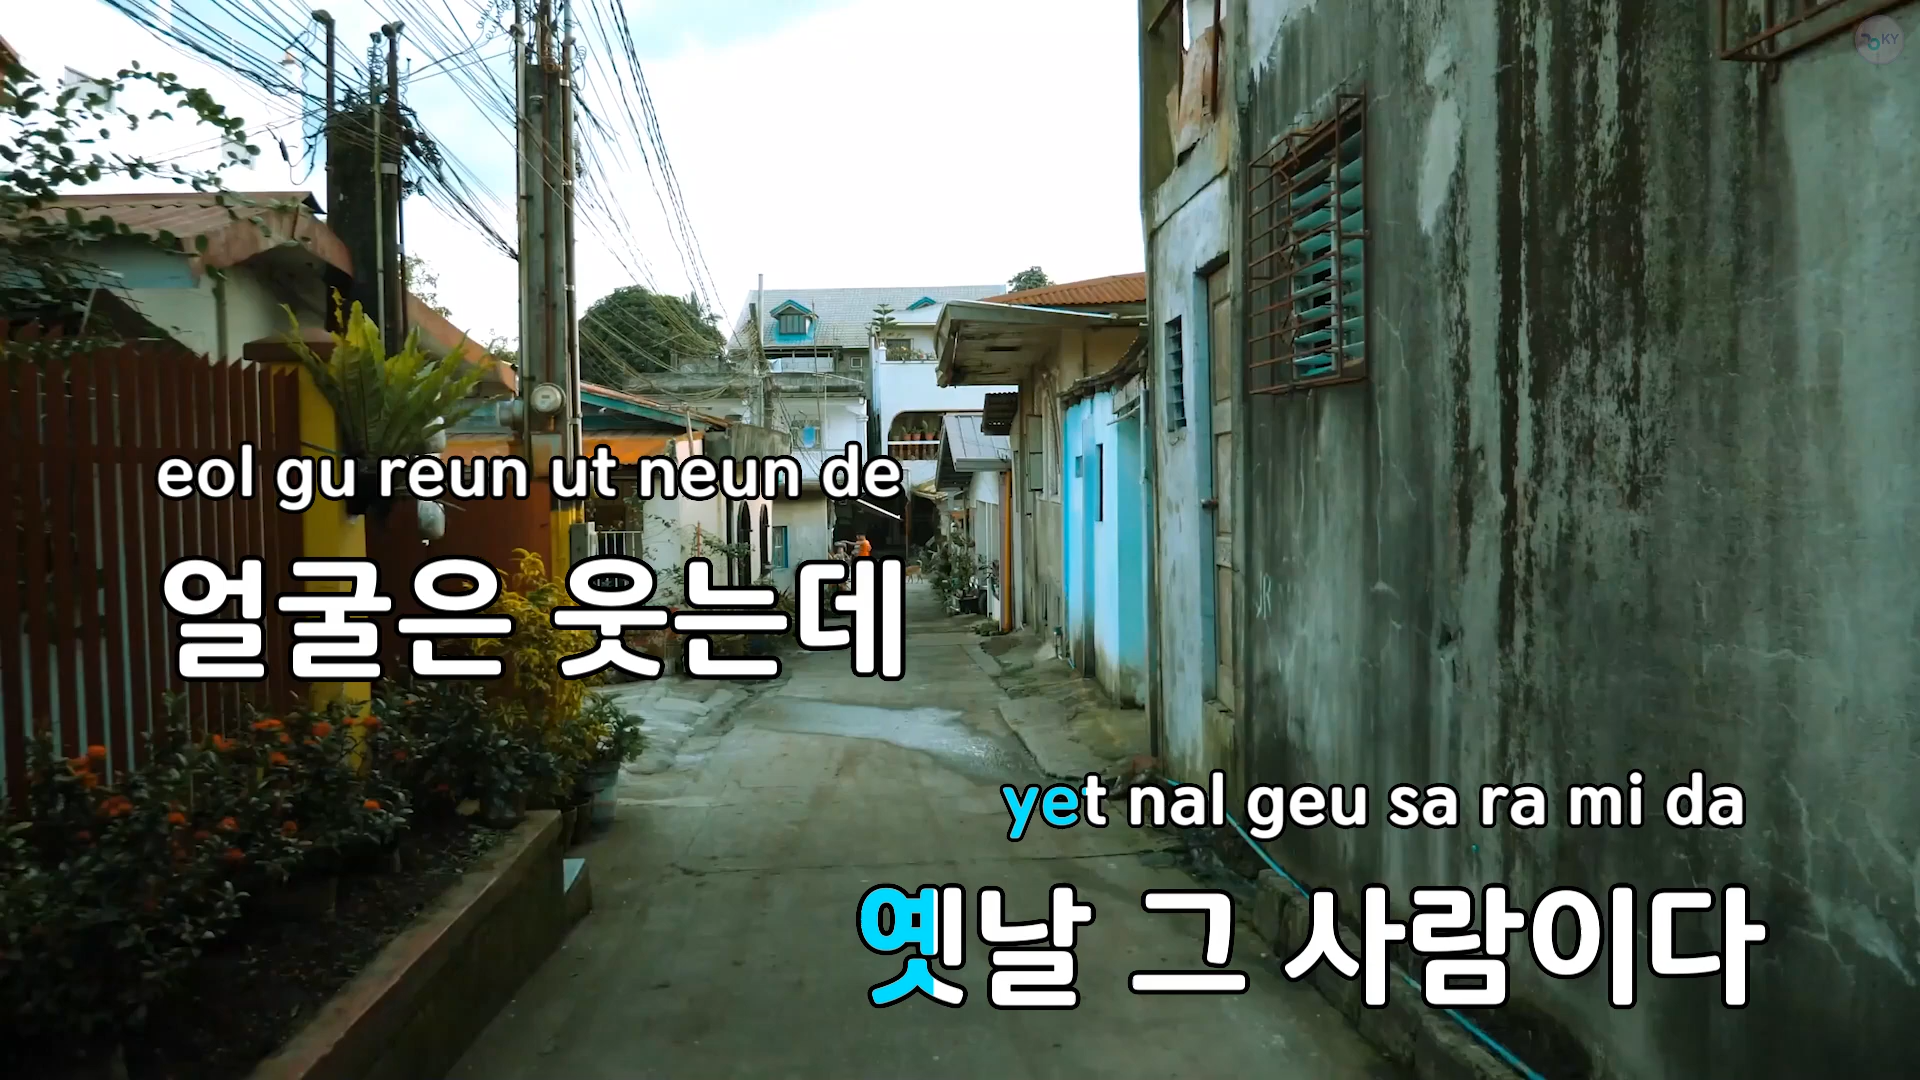 KY
eol gu reun ut neun de
얼굴은 웃는데
yet nal geu sa ra mi da
옛날 그 사람이다